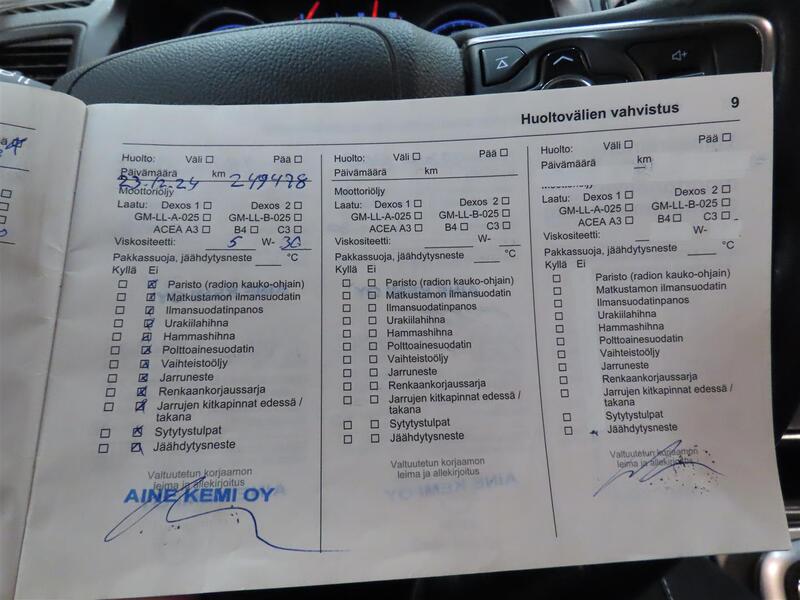 Huoltovälien vahvistus 9
Huolto: Väli Pää
Päivämäärä km
23.12.24 249478
Moottoriöljy
Laatu: Dexos 1 Dexos 2
GM-LL-A-025 GM-LL-B-025
ACEA A3 B4 C3
Viskositeetti: 5 W- 30
Pakkassuoja, jäähdytysneste °C
Kyllä Ei
Paristo (radion kauko-ohjain)
Matkustamon ilmansuodatin
Ilmansuodatinpanos
Urakiilahihna
Hammashihna
Polttoainesuodatin
Vaihteistoöljy
Jarruneste
Renkaankorjaussarja
Jarrujen kitkapinnat edessä /
takana
Sytytystulpat
Jäähdytysneste
Valtuutetun korjaamon
leima ja allekirjoitus
AINE KEMI OY
Huolto: Väli Pää
Päivämäärä km
Moottoriöljy
Laatu: Dexos 1 Dexos 2
GM-LL-A-025 GM-LL-B-025
ACEA A3 B4 C3
Viskositeetti: W-
Pakkassuoja, jäähdytysneste °C
Kyllä Ei
Paristo (radion kauko-ohjain)
Matkustamon ilmansuodatin
Ilmansuodatinpanos
Urakiilahihna
Hammashihna
Polttoainesuodatin
Vaihteistoöljy
Jarruneste
Renkaankorjaussarja
Jarrujen kitkapinnat edessä /
takana
Sytytystulpat
Jäähdytysneste
Valtuutetun korjaamon
leima ja allekirjoitus
Huolto: Väli Pää
Päivämäärä km
Moottoriöljy
Laatu: Dexos 1 Dexos 2
GM-LL-A-025 GM-LL-B-025
ACEA A3 B4 C3
Viskositeetti: W-
Pakkassuoja, jäähdytysneste °C
Kyllä Ei
Paristo (radion kauko-ohjain)
Matkustamon ilmansuodatin
Ilmansuodatinpanos
Urakiilahihna
Hammashihna
Polttoainesuodatin
Vaihteistoöljy
Jarruneste
Renkaankorjaussarja
Jarrujen kitkapinnat edessä /
takana
Sytytystulpat
Jäähdytysneste
Valtuutetun korjaamon
leima ja allekirjoitus